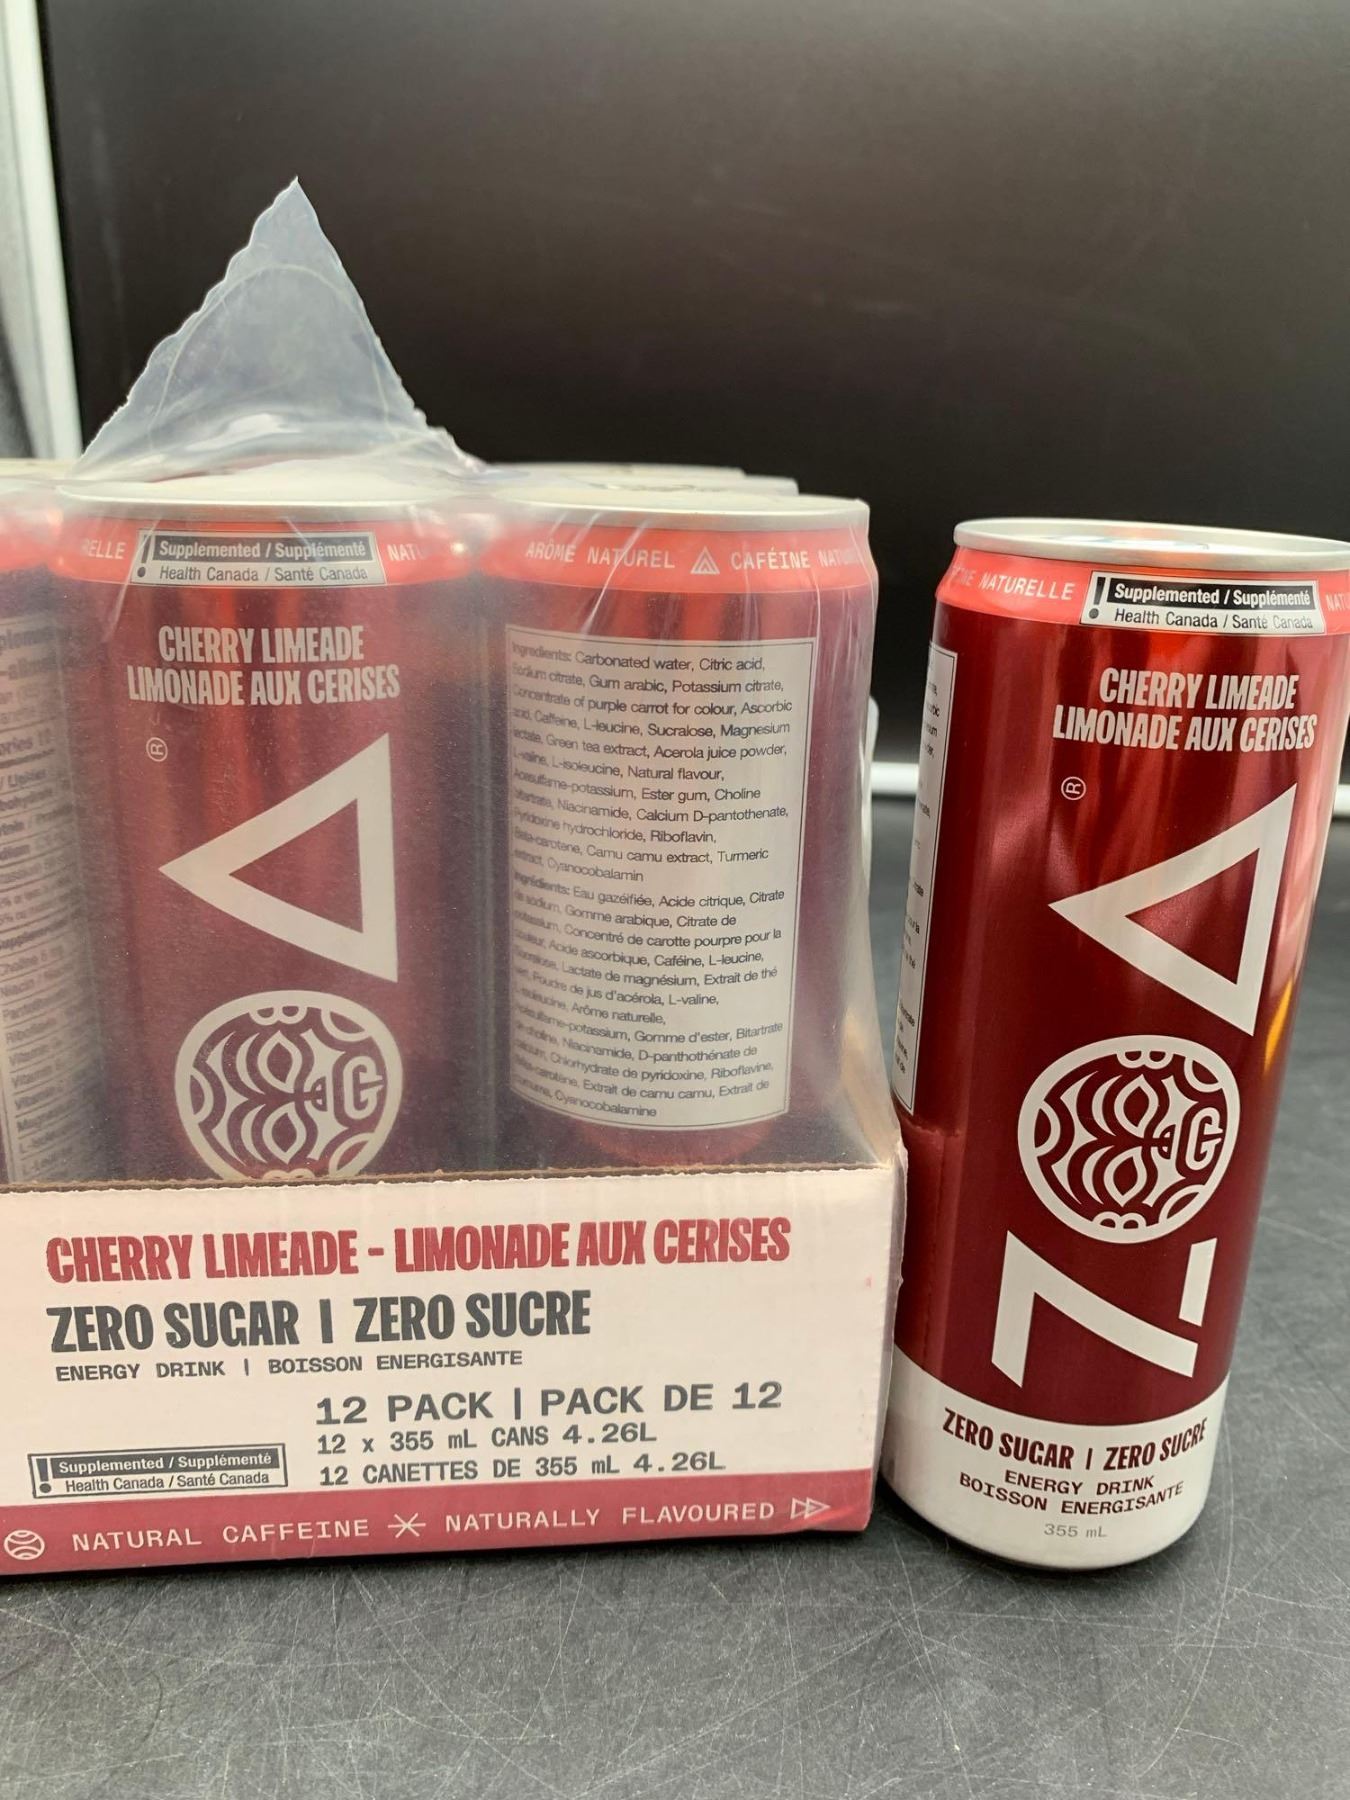 ELLE
! Supplemented / Supplémenté
Health Canada / Santé Canada
NAT
CHERRY LIMEADE
LIMONADE AUX CERISES
®
G
ARÔME NATUREL CAFÉINE NATU
Ingredients: Carbonated water, Citric acid,
Sodium citrate, Gum arabic, Potassium citrate,
Concentrate of purple carrot for colour, Ascorbic
acid, Caffeine, L-leucine, Sucralose, Magnesium
lactate, Green tea extract, Acerola juice powder,
L-valine, L-isoleucine, Natural flavour,
Acesulfame-potassium, Ester gum, Choline
bitartrate, Niacinamide, Calcium D-pantothenate,
Pyridoxine hydrochloride, Riboflavin,
Beta-carotene, Camu camu extract, Turmeric
extract, Cyanocobalamin
Ingrédients: Eau gazéifiée, Acide citrique, Citrate
de sodium, Gomme arabique, Citrate de
potassium, Concentré de carotte pourpre pour la
couleur, Acide ascorbique, Caféine, L-leucine,
Sucralose, Lactate de magnésium, Extrait de thé
vert, Poudre de jus d'acérola, L-valine,
L-isoleucine, Arôme naturelle,
Acésulfame-potassium, Gomme d'ester, Bitartrate
de choline, Niacinamide, D-panthothénate de
calcium, Chlorhydrate de pyridoxine, Riboflavine,
Bêta-carotène, Extrait de camu camu, Extrait de
curcuma, Cyanocobalamine
CHERRY LIMEADE - LIMONADE AUX CERISES
ZERO SUGAR | ZERO SUCRE
ENERGY DRINK | BOISSON ENERGISANTE
12 PACK | PACK DE 12
12 x 355 mL CANS 4.26L
12 CANETTES DE 355 mL 4.26L
! Supplemented / Supplémenté
Health Canada / Santé Canada
NATURAL CAFFEINE NATURALLY FLAVOURED
NATURELLE
! Supplemented / Supplémenté
Health Canada / Santé Canada
NATU
CHERRY LIMEADE
LIMONADE AUX CERISES
®
ZOA
G
ZERO SUGAR | ZERO SUCRE
ENERGY DRINK
BOISSON ENERGISANTE
355 mL